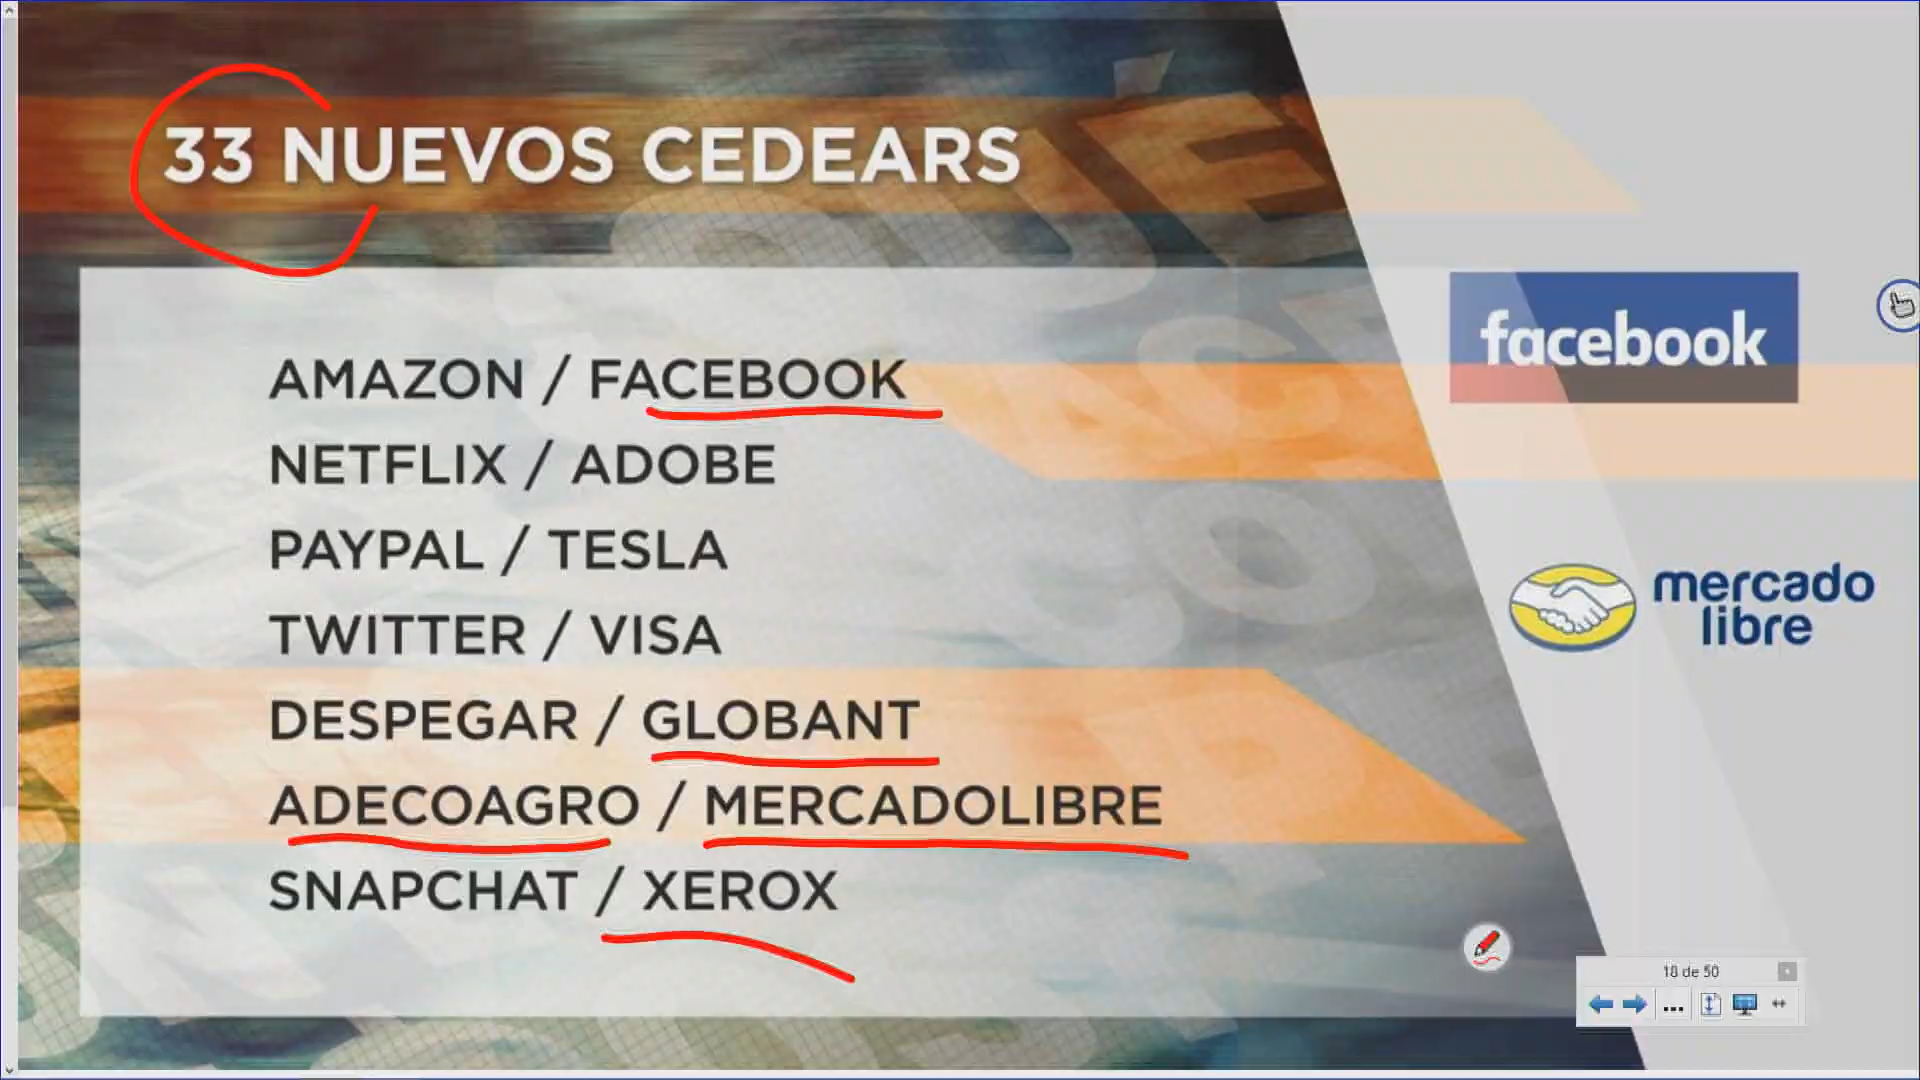 33 NUEVOS CEDEARS
AMAZON / FACEBOOK
NETFLIX / ADOBE
PAYPAL / TESLA
TWITTER / VISA
DESPEGAR / GLOBANT
ADECOAGRO / MERCADOLIBRE
SNAPCHAT / XEROX
facebook
mercado
libre
18 de 50